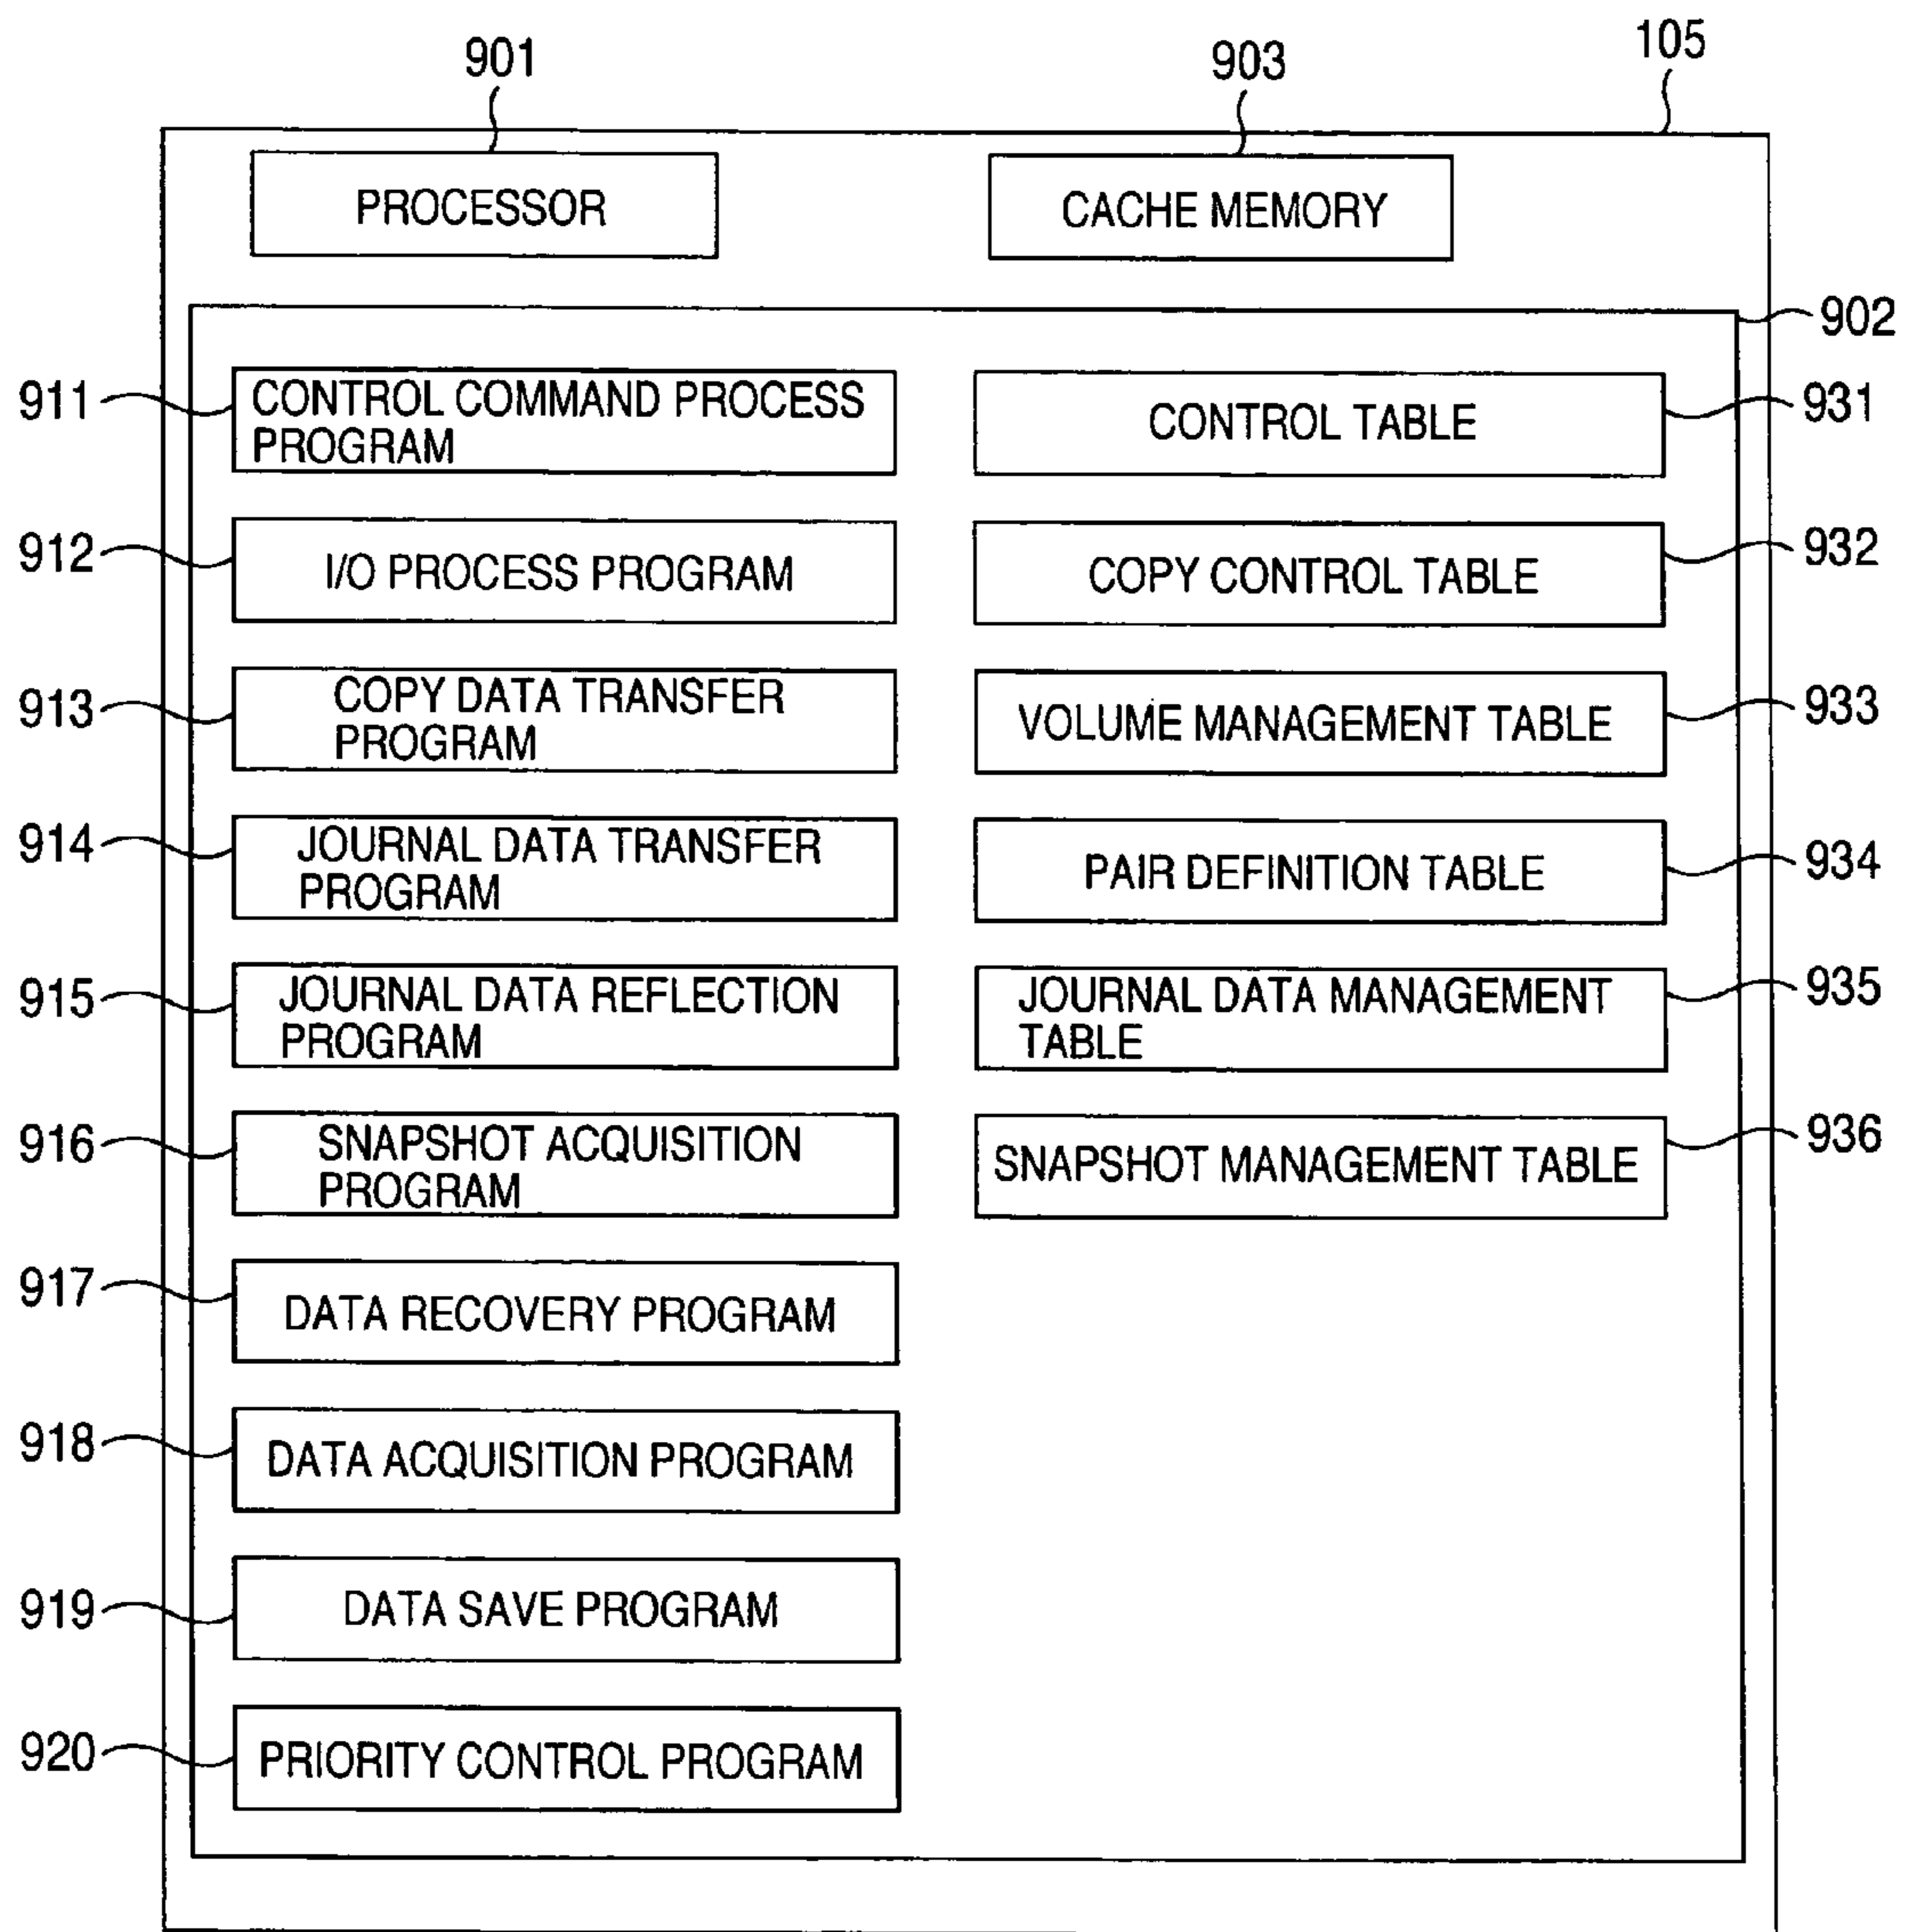 901
903
105
PROCESSOR
CACHE MEMORY
902
911
CONTROL COMMAND PROCESS
PROGRAM
CONTROL TABLE
931
912
I/O PROCESS PROGRAM
COPY CONTROL TABLE
932
913
COPY DATA TRANSFER
PROGRAM
VOLUME MANAGEMENT TABLE
933
914
JOURNAL DATA TRANSFER
PROGRAM
PAIR DEFINITION TABLE
934
915
JOURNAL DATA REFLECTION
PROGRAM
JOURNAL DATA MANAGEMENT
TABLE
935
916
SNAPSHOT ACQUISITION
PROGRAM
SNAPSHOT MANAGEMENT TABLE
936
917
DATA RECOVERY PROGRAM
918
DATA ACQUISITION PROGRAM
919
DATA SAVE PROGRAM
920
PRIORITY CONTROL PROGRAM